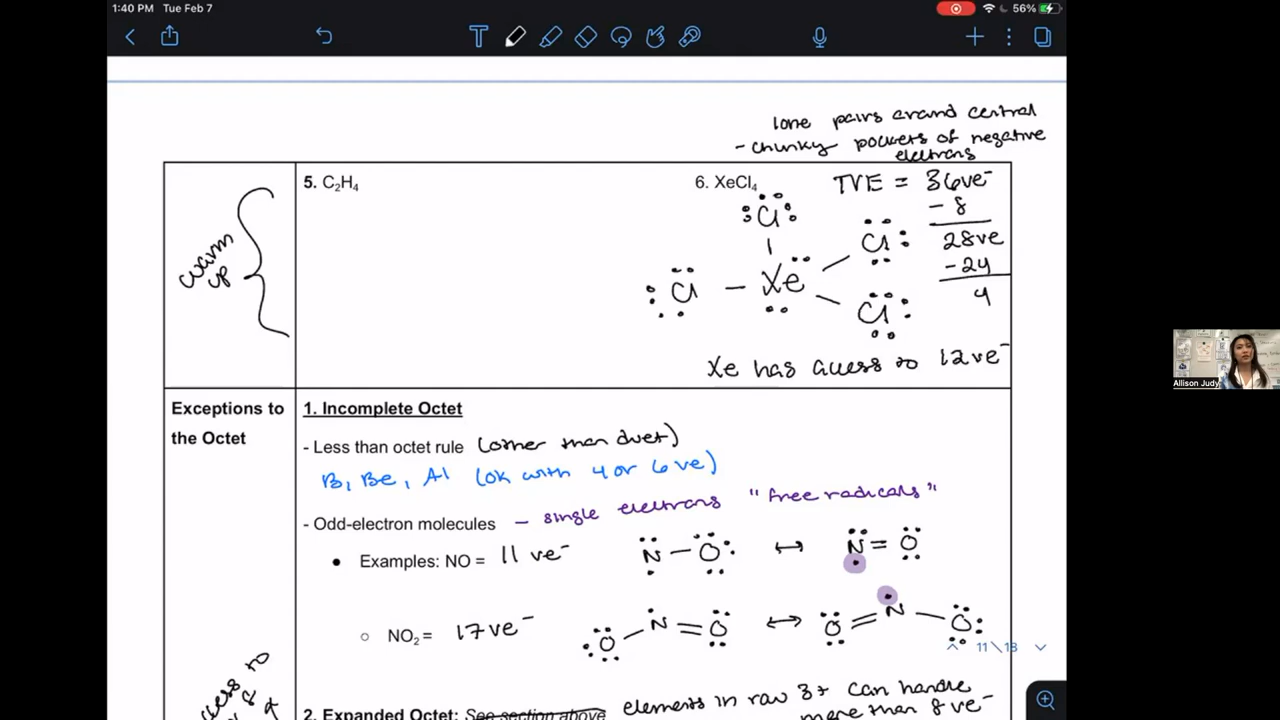 1:40 PM Tue Feb 7
56%
lone pairs around central
- chunky pockets of negative
electrons
warm
up
5. C2H4
6. XeCl4
TVE = 36ve-
- 8
28ve
-24
4
Cl
Cl - Xe Cl
Cl
Xe has acess to 12ve-
Allison Judy
Exceptions to
the Octet
1. Incomplete Octet
- Less than octet rule (other than duet)
B, Be, Al (ok with 4 or 6 ve)
- Odd-electron molecules - single electrons "free radicals"
• Examples: NO = 11 ve- N - O ↔ N = O
○ NO2 = 17ve- O - N = O ↔ O = N - O
11\18
2. Expanded Octet: See section above elements in row 3+ can handle
more than 8 ve-